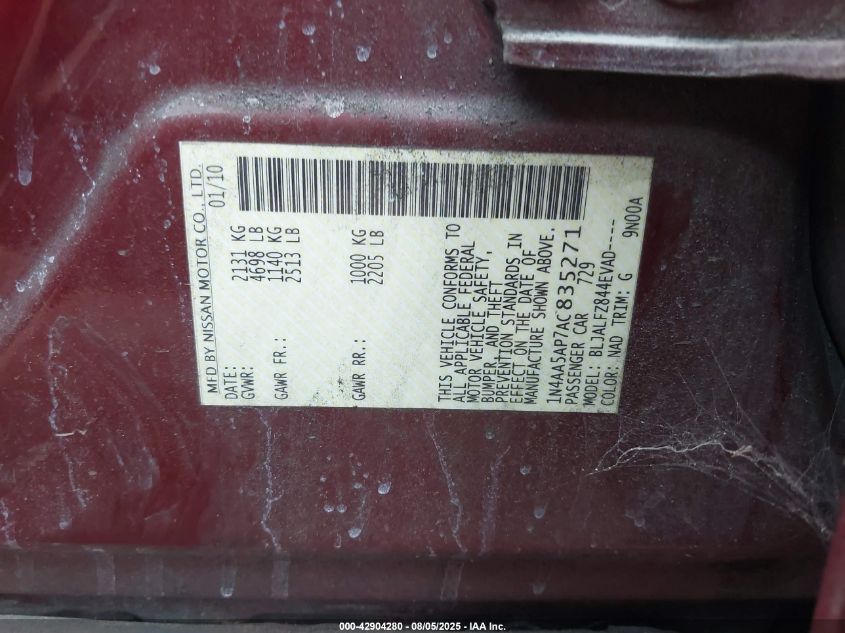 MFD BY NISSAN MOTOR CO., LTD.
DATE: 01/10
GVWR: 2131 KG
4698 LB
GAWR FR.: 1140 KG
2513 LB
GAWR RR.: 1000 KG
2205 LB
THIS VEHICLE CONFORMS TO
ALL APPLICABLE FEDERAL
MOTOR VEHICLE SAFETY,
BUMPER, AND THEFT
PREVENTION STANDARDS IN
EFFECT ON THE DATE OF
MANUFACTURE SHOWN ABOVE.
1N4AA5AP7AC835271
PASSENGER CAR 729
MODEL: BLJALFZ844EVAD-----
COLOR: NAD TRIM: G 9N00A
000-42904280 - 08/05/2025 - IAA Inc.